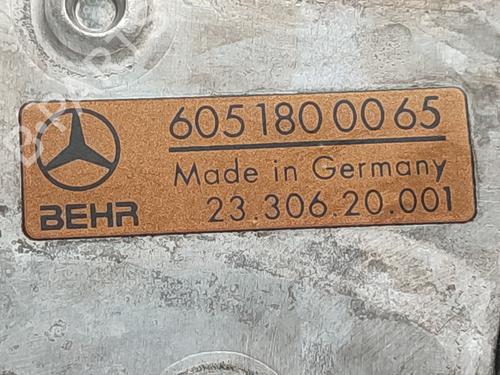 605 180 00 65
Made in Germany
BEHR 23.306.20.001